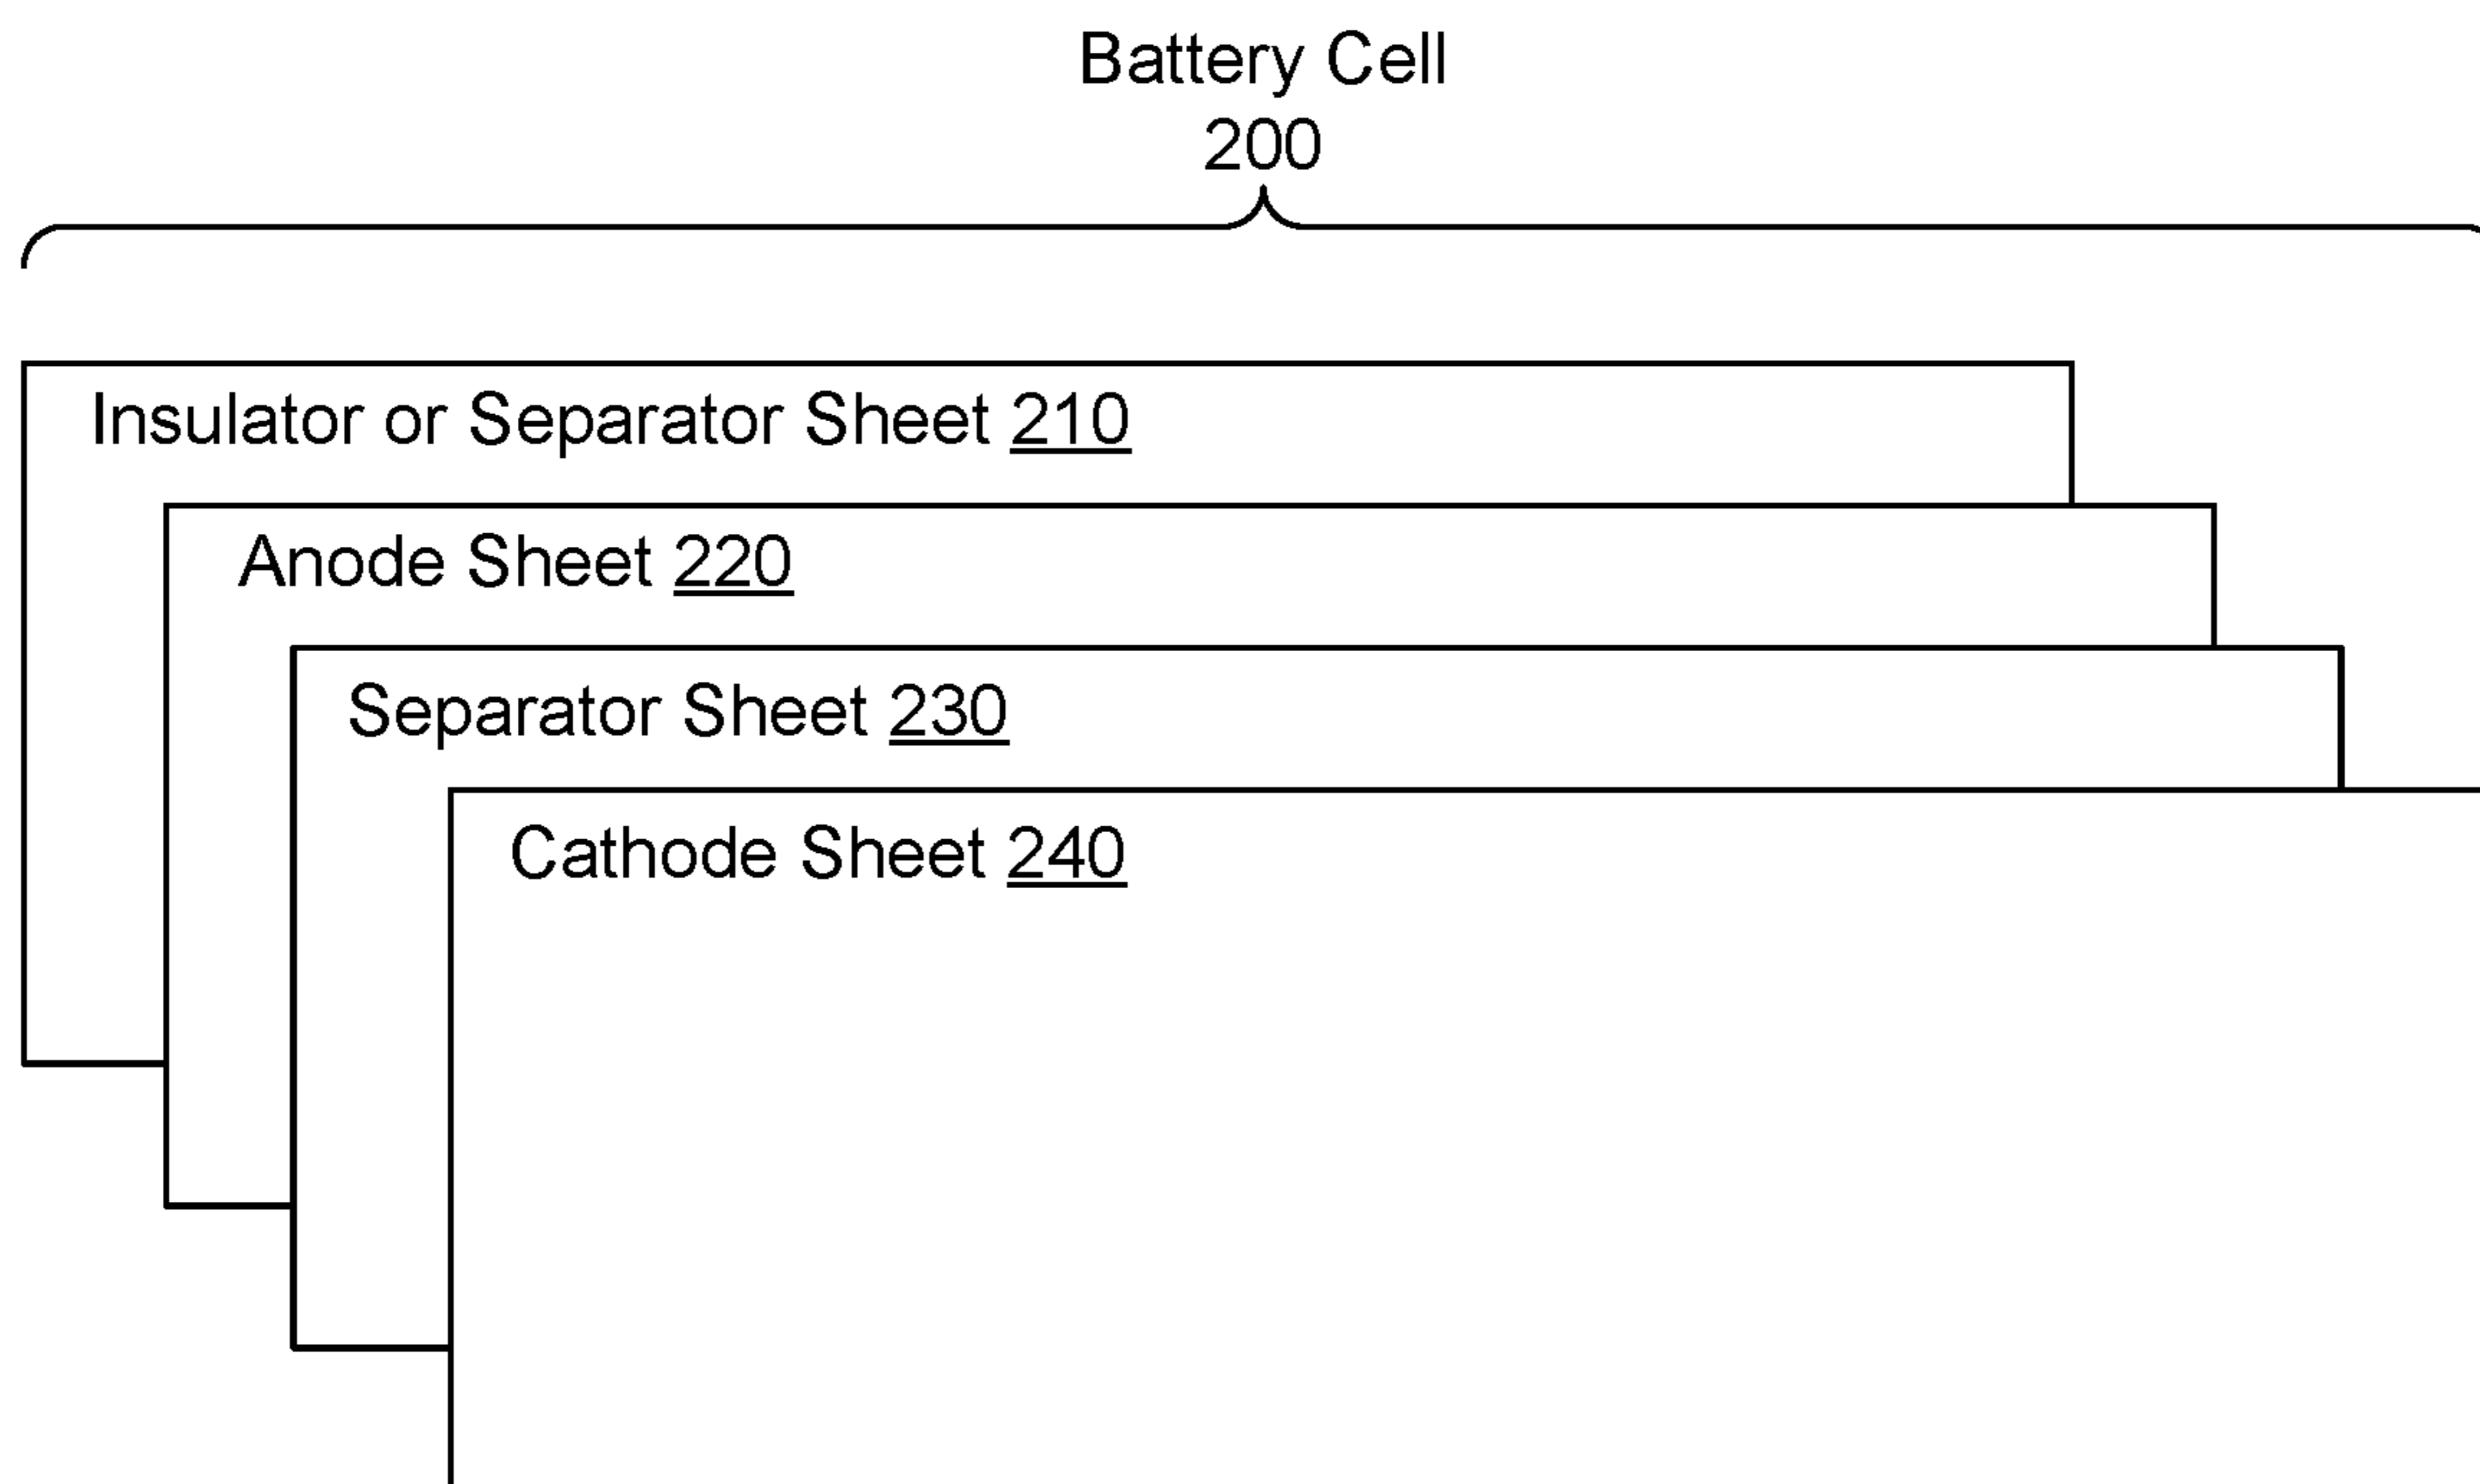 Battery Cell
200
Insulator or Separator Sheet 210
Anode Sheet 220
Separator Sheet 230
Cathode Sheet 240